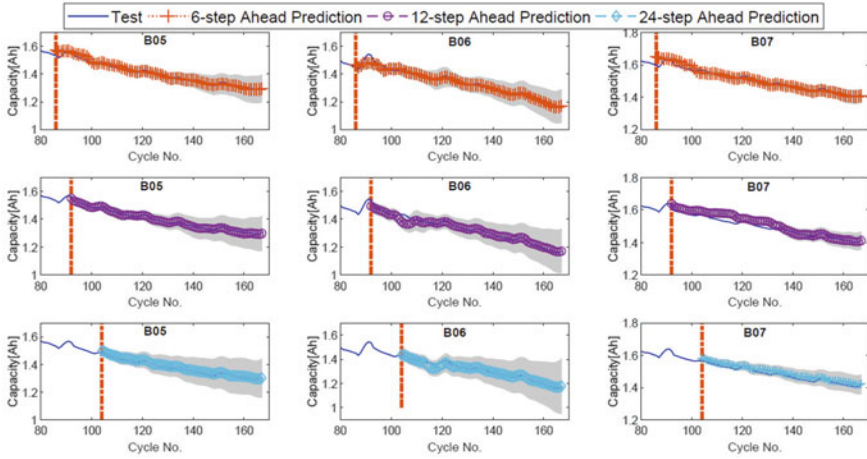 Test 6-step Ahead Prediction 12-step Ahead Prediction 24-step Ahead Prediction
B05 B06 B07
Capacity[Ah] 1.6 1.4 1.2 1
Capacity[Ah] 1.6 1.4 1.2 1
Capacity[Ah] 1.8 1.6 1.4 1.2
80 100 120 140 160
80 100 120 140 160
80 100 120 140 160
Cycle No. Cycle No. Cycle No.
B05 B06 B07
Capacity[Ah] 1.6 1.4 1.2 1
Capacity[Ah] 1.6 1.4 1.2 1
Capacity[Ah] 1.8 1.6 1.4 1.2
80 100 120 140 160
80 100 120 140 160
80 100 120 140 160
Cycle No. Cycle No. Cycle No.
B05 B06 B07
Capacity[Ah] 1.6 1.4 1.2 1
Capacity[Ah] 1.6 1.4 1.2 1
Capacity[Ah] 1.8 1.6 1.4 1.2
80 100 120 140 160
80 100 120 140 160
80 100 120 140 160
Cycle No. Cycle No. Cycle No.